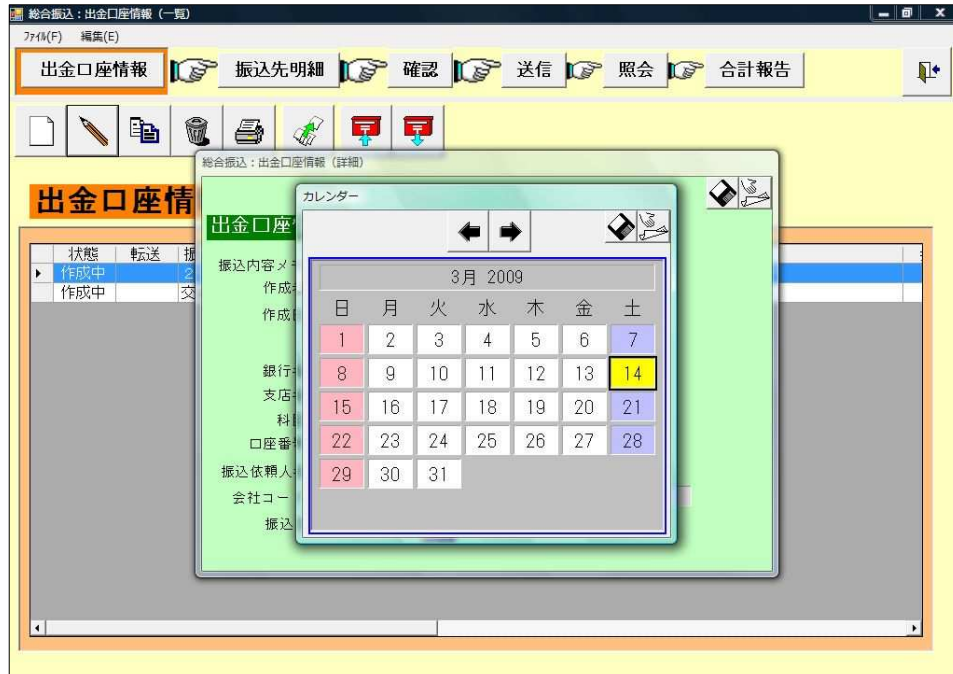 総合振込：出金口座情報（一覧）
ﾌｧｲﾙ(F) 編集(E)
出金口座情報 振込先明細 確認 送信 照会 合計報告
総合振込：出金口座情報（詳細）
出金口座情
状態 転送 振
作成中 2
作成中 交
出金口座
振込内容メ
作成
作成
銀行
支店
科
口座番
振込依頼人
会社コー
振込
カレンダー
3月 2009
日 月 火 水 木 金 土
1 2 3 4 5 6 7
8 9 10 11 12 13 14
15 16 17 18 19 20 21
22 23 24 25 26 27 28
29 30 31